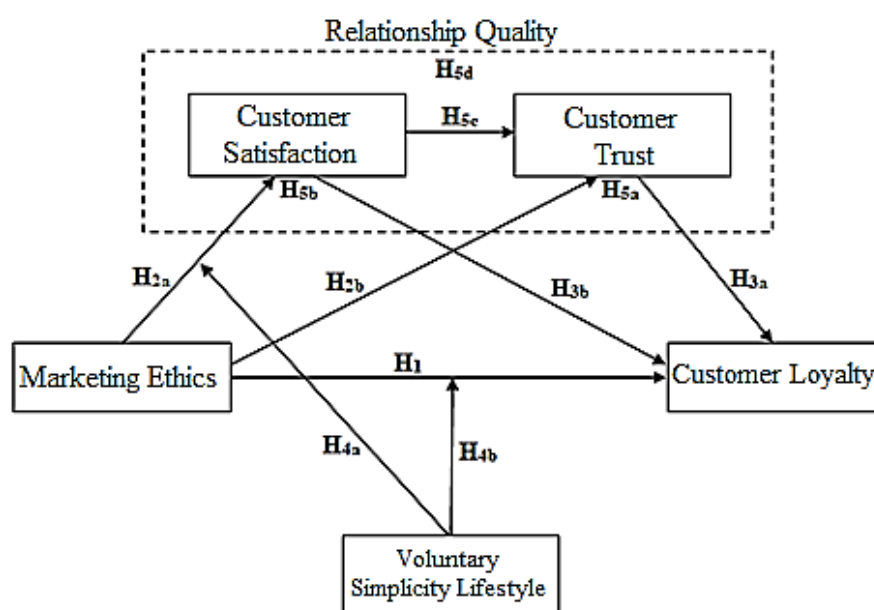 Relationship Quality
H5d
Customer
Satisfaction
H5c
Customer
Trust
H5b
H5a
H2a
H2b
H3b
H3a
Marketing Ethics
H1
Customer Loyalty
H4a
H4b
Voluntary
Simplicity Lifestyle